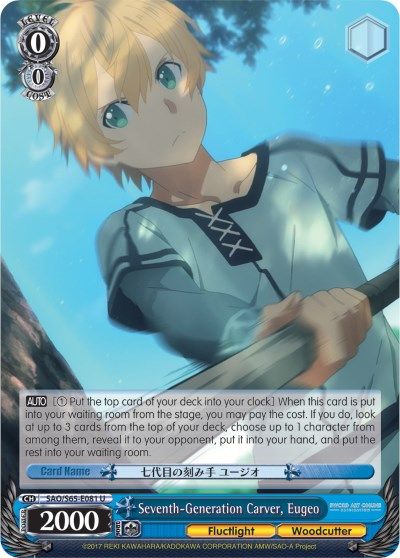 LEVEL
0
0
COST
AUTO [① Put the top card of your deck into your clock] When this card is put
into your waiting room from the stage, you may pay the cost. If you do, look
at up to 3 cards from the top of your deck, choose up to 1 character from
among them, reveal it to your opponent, put it into your hand, and put the
rest into your waiting room.
Card Name 七代目の刻み手 ユージオ
CH SAO/S65-E081 U
Seventh-Generation Carver, Eugeo
2000
Fluctlight Woodcutter
©2017 REKI KAWAHARA/KADOKAWA CORPORATION AMW/SAO-A Project